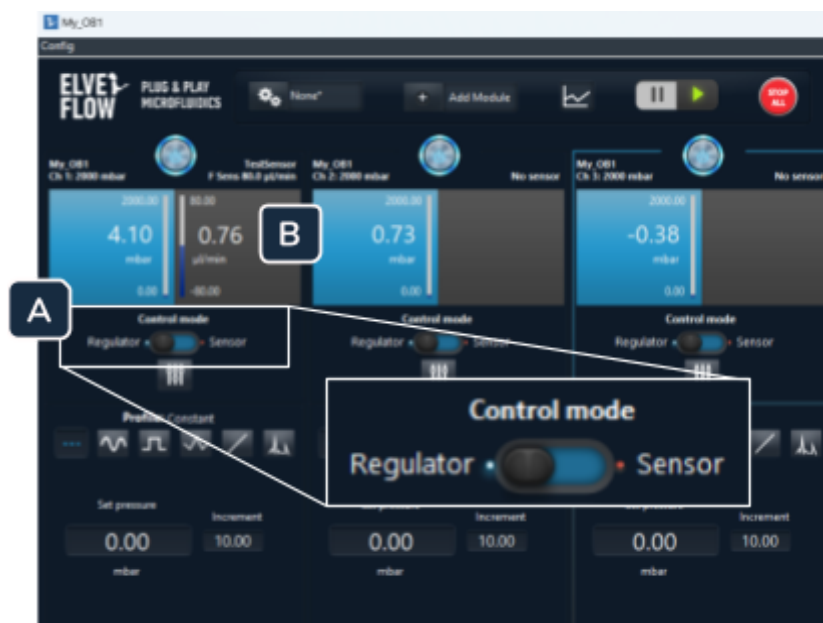 My_OB1
Config
ELVEFLOW
PLUG & PLAY
MICROFLUIDICS
None*
+ Add Module
STOP
ALL
My_OB1
Ch 1: 2000 mbar
TestSensor
F Sens 80.0 µl/min
My_OB1
Ch 2: 2000 mbar
No sensor
My_OB1
Ch 3: 2000 mbar
No sensor
2000.00
4.10
mbar
0.00
80.00
0.76
µl/min
-80.00
B
2000.00
0.73
mbar
0.00
2000.00
-0.38
mbar
0.00
A
Control mode
Regulator Sensor
Control mode
Regulator Sensor
Control mode
Regulator Sensor
Control mode
Regulator Sensor
Profile: Constant
Set pressure
0.00
mbar
Increment
10.00
0.00
mbar
Increment
10.00
0.00
mbar
Increment
10.00